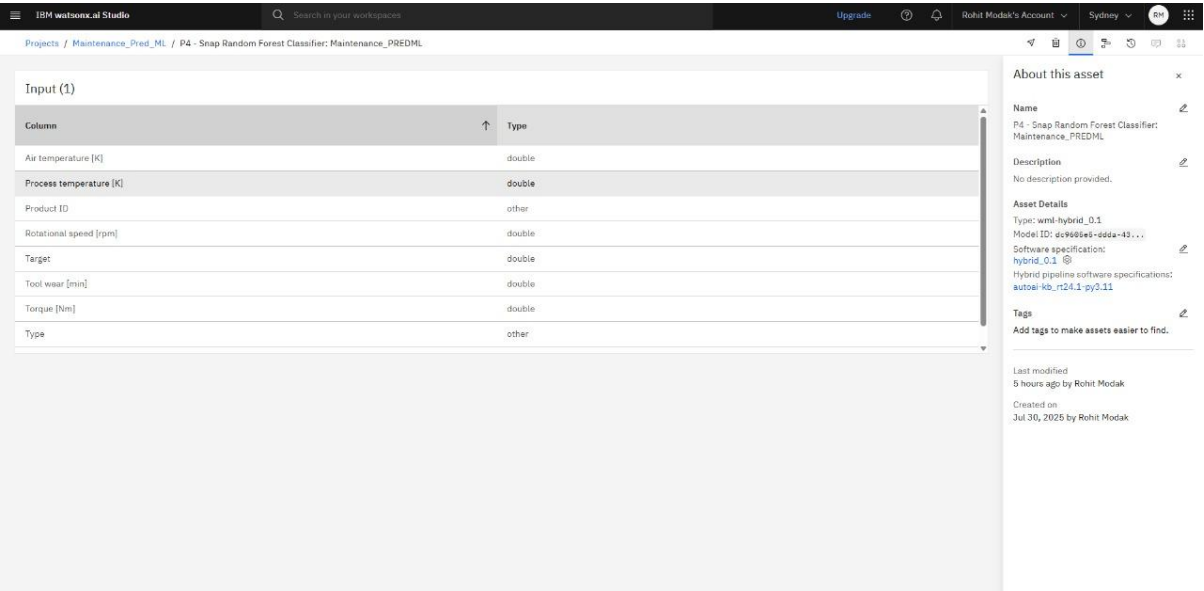 IBM watsonx.ai Studio
Search in your workspaces
Upgrade
Rohit Modak's Account
Sydney
RM
Projects / Maintenance_Pred_ML / P4 - Snap Random Forest Classifier: Maintenance_PREDML
Input (1)
Column Type
Air temperature [K] double
Process temperature [K] double
Product ID other
Rotational speed [rpm] double
Target double
Tool wear [min] double
Torque [Nm] double
Type other
About this asset
Name
P4 - Snap Random Forest Classifier:
Maintenance_PREDML
Description
No description provided.
Asset Details
Type: wml-hybrid_0.1
Model ID: dc9605e5-ddda-43...
Software specification:
hybrid_0.1
Hybrid pipeline software specifications:
autoai-kb_rt24.1-py3.11
Tags
Add tags to make assets easier to find.
Last modified
5 hours ago by Rohit Modak
Created on
Jul 30, 2025 by Rohit Modak